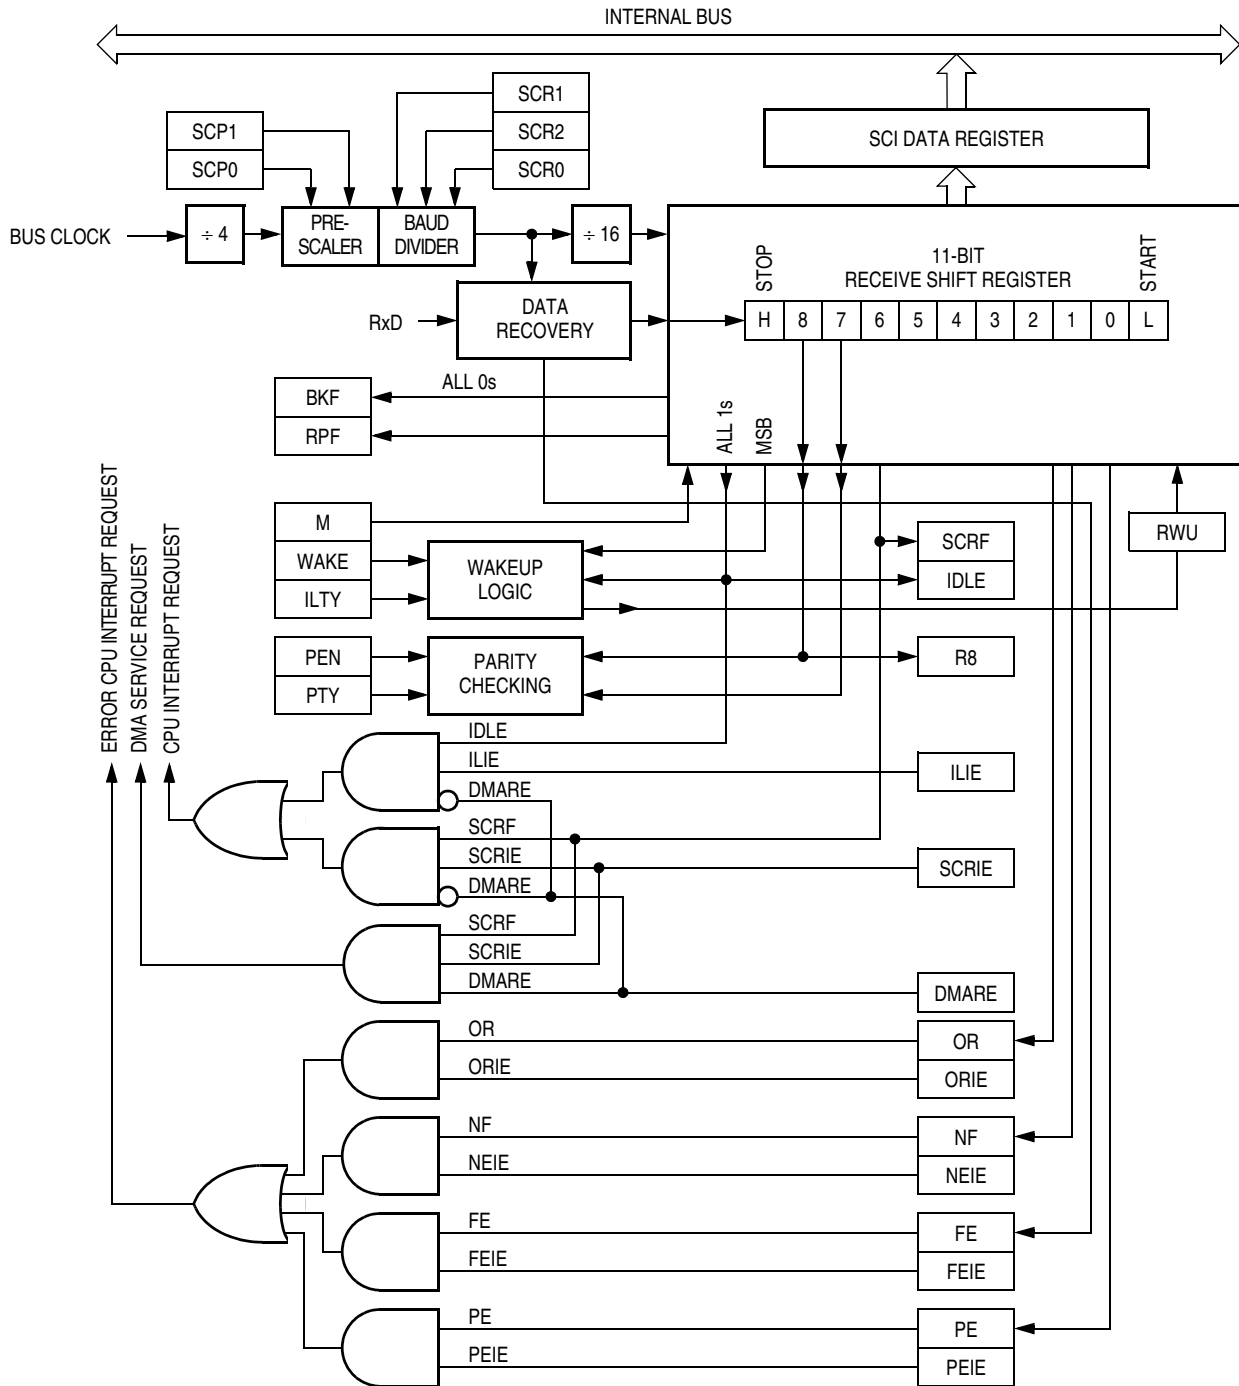 INTERNAL BUS
SCR1
SCP1
SCR2
SCI DATA REGISTER
SCP0
SCR0
BUS CLOCK
÷ 4
PRE-
SCALER
BAUD
DIVIDER
÷ 16
STOP
11-BIT
RECEIVE SHIFT REGISTER
START
RxD
DATA
RECOVERY
H 8 7 6 5 4 3 2 1 0 L
BKF
ALL 0s
RPF
ALL 1s
MSB
ERROR CPU INTERRUPT REQUEST
DMA SERVICE REQUEST
CPU INTERRUPT REQUEST
M
WAKE
ILTY
WAKEUP
LOGIC
SCRF
IDLE
RWU
PEN
PTY
PARITY
CHECKING
R8
IDLE
ILIE
ILIE
DMARE
SCRF
SCRIE
SCRIE
DMARE
SCRF
SCRIE
DMARE
DMARE
OR
OR
ORIE
ORIE
NF
NF
NEIE
NEIE
FE
FE
FEIE
FEIE
PE
PE
PEIE
PEIE